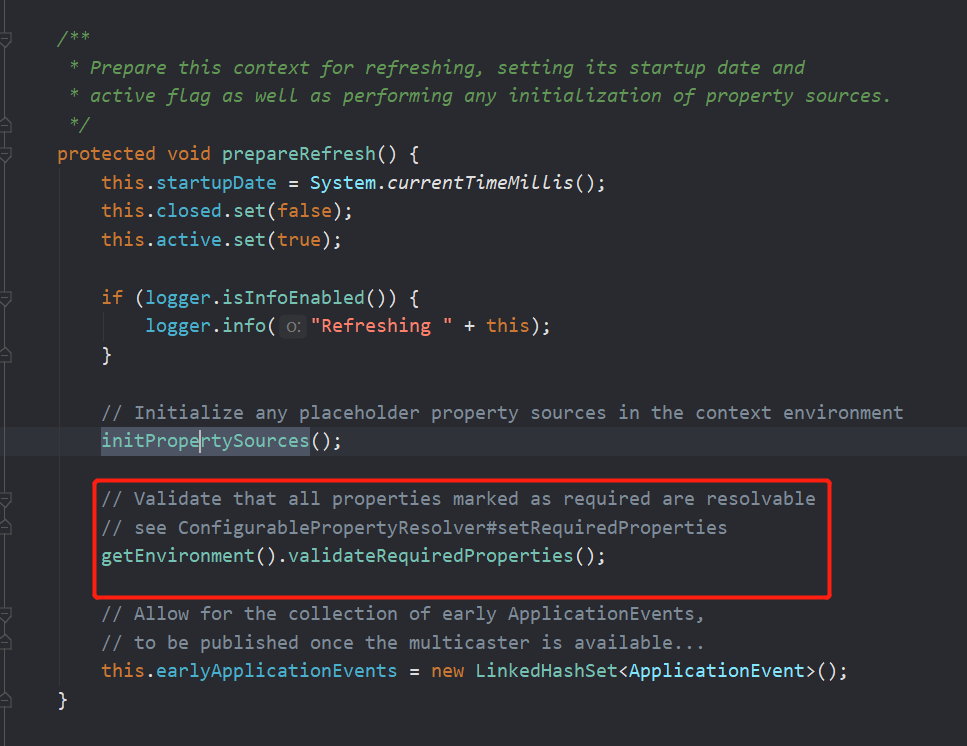 /**
* Prepare this context for refreshing, setting its startup date and
* active flag as well as performing any initialization of property sources.
*/
protected void prepareRefresh() {
this.startupDate = System.currentTimeMillis();
this.closed.set(false);
this.active.set(true);
if (logger.isInfoEnabled()) {
logger.info( o: "Refreshing " + this);
}
// Initialize any placeholder property sources in the context environment
initPropertySources();
// Validate that all properties marked as required are resolvable
// see ConfigurablePropertyResolver#setRequiredProperties
getEnvironment().validateRequiredProperties();
// Allow for the collection of early ApplicationEvents,
// to be published once the multicaster is available...
this.earlyApplicationEvents = new LinkedHashSet<ApplicationEvent>();
}